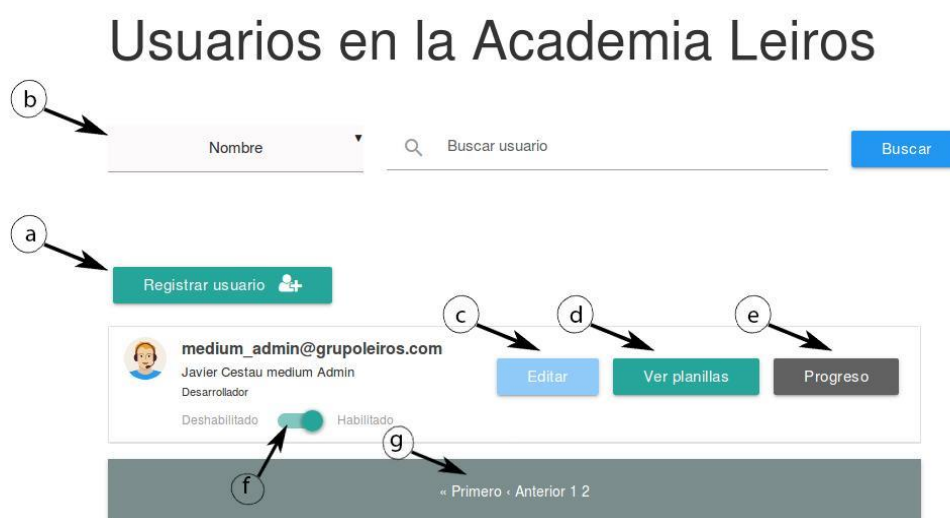 Usuarios en la Academia Leiros
b
Nombre
Buscar usuario
Buscar
a
Registrar usuario
c
d
e
medium_admin@grupoleiros.com
Javier Cestau medium Admin
Desarrollador
Editar
Ver planillas
Progreso
Deshabilitado
Habilitado
f
g
« Primero ‹ Anterior 1 2